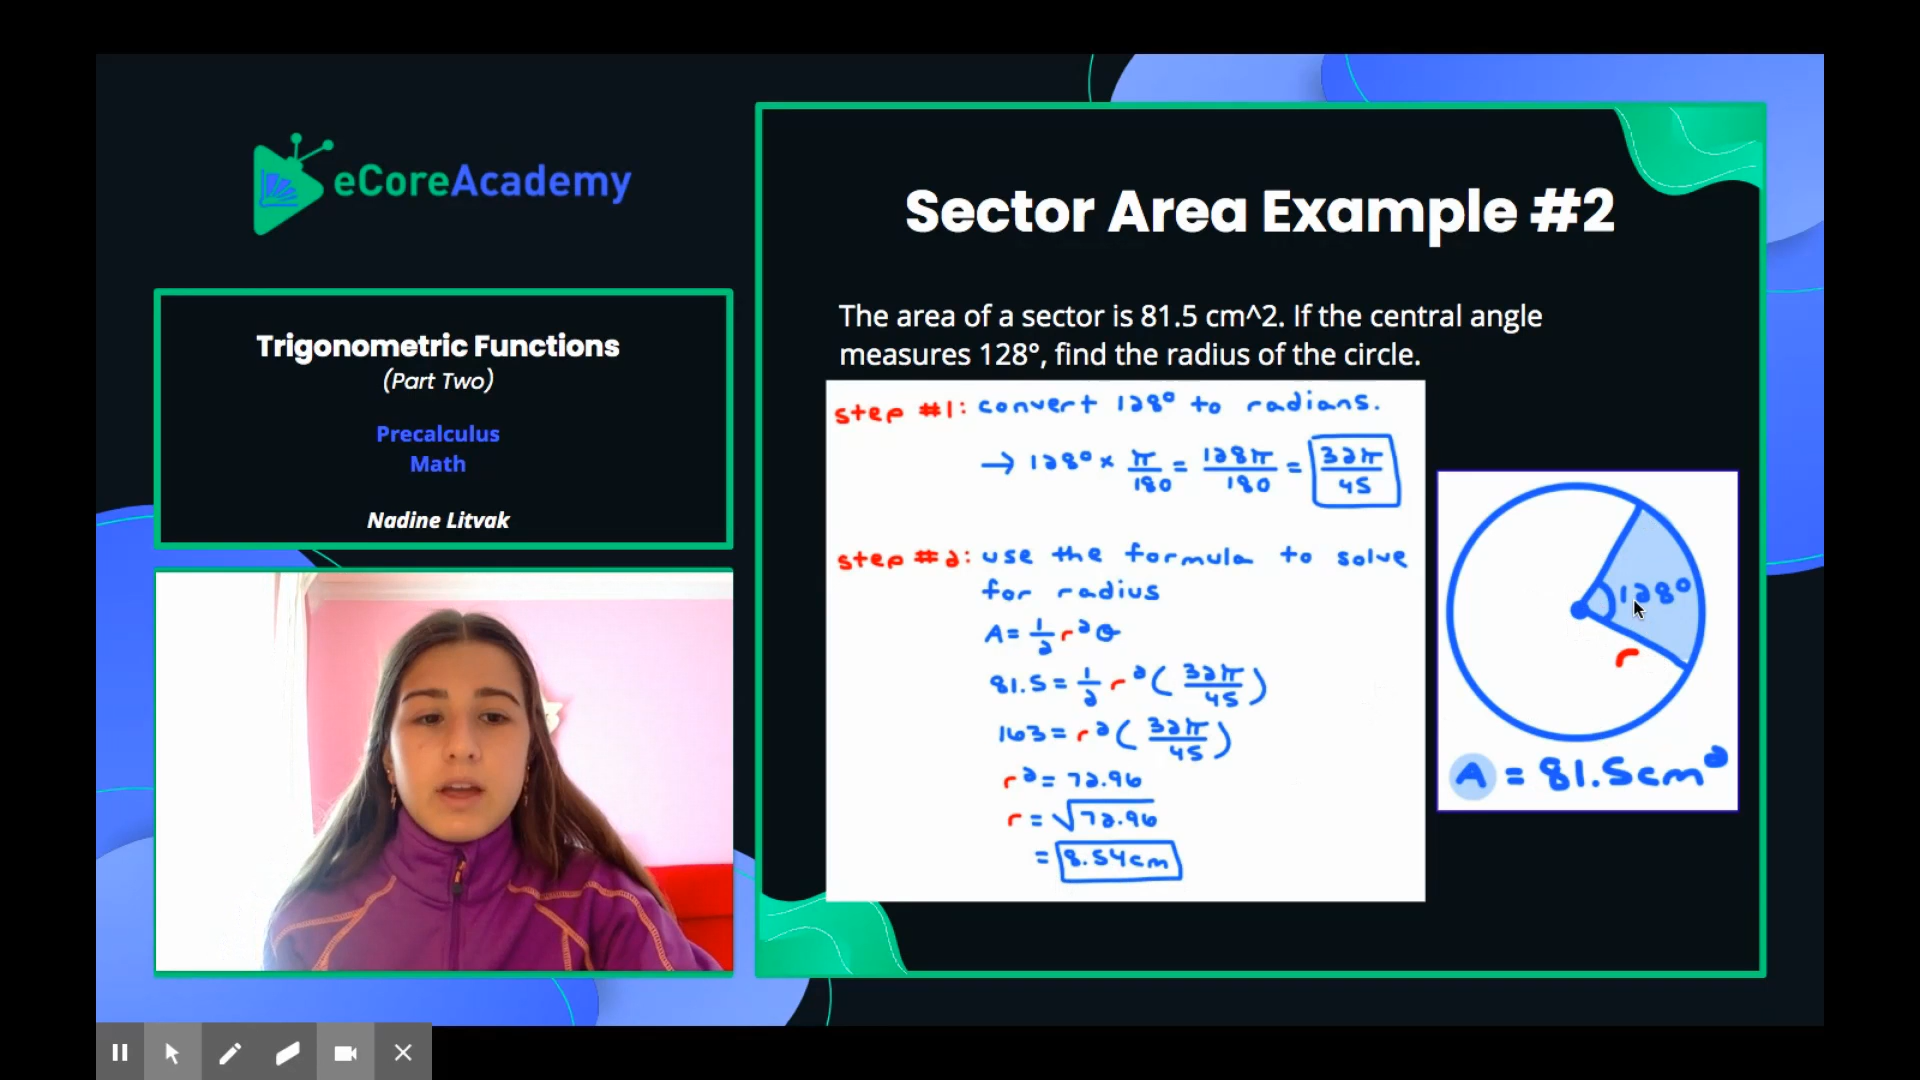 eCoreAcademy
Trigonometric Functions
(Part Two)
Precalculus
Math
Nadine Litvak
Sector Area Example #2
The area of a sector is 81.5 cm^2. If the central angle
measures 128°, find the radius of the circle.
step #1: convert 128° to radians.
→ 128° × π/180 = 128π/180 = 32π/45
step #2: use the formula to solve
for radius
A = 1/2 r²θ
81.5 = 1/2 r² (32π/45)
163 = r² (32π/45)
r² = 72.96
r = √72.96
= 8.54cm
128°
r
A = 81.5cm²